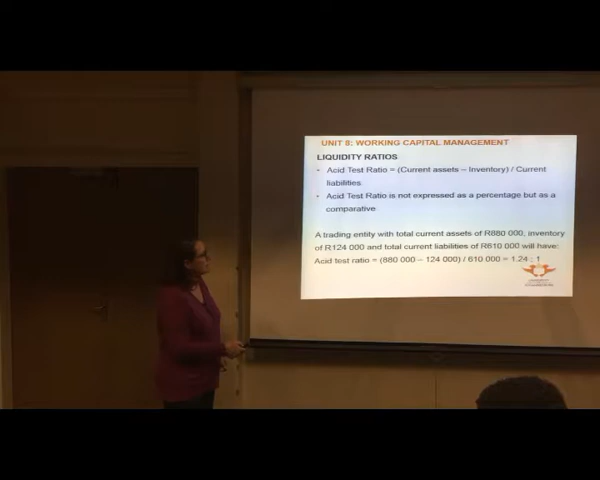 UNIT 8: WORKING CAPITAL MANAGEMENT
LIQUIDITY RATIOS
• Acid Test Ratio = (Current assets – Inventory) / Current
liabilities
• Acid Test Ratio is not expressed as a percentage but as a
comparative
A trading entity with total current assets of R880 000, inventory
of R124 000 and total current liabilities of R610 000 will have:
Acid test ratio = (880 000 – 124 000) / 610 000 = 1.24 : 1